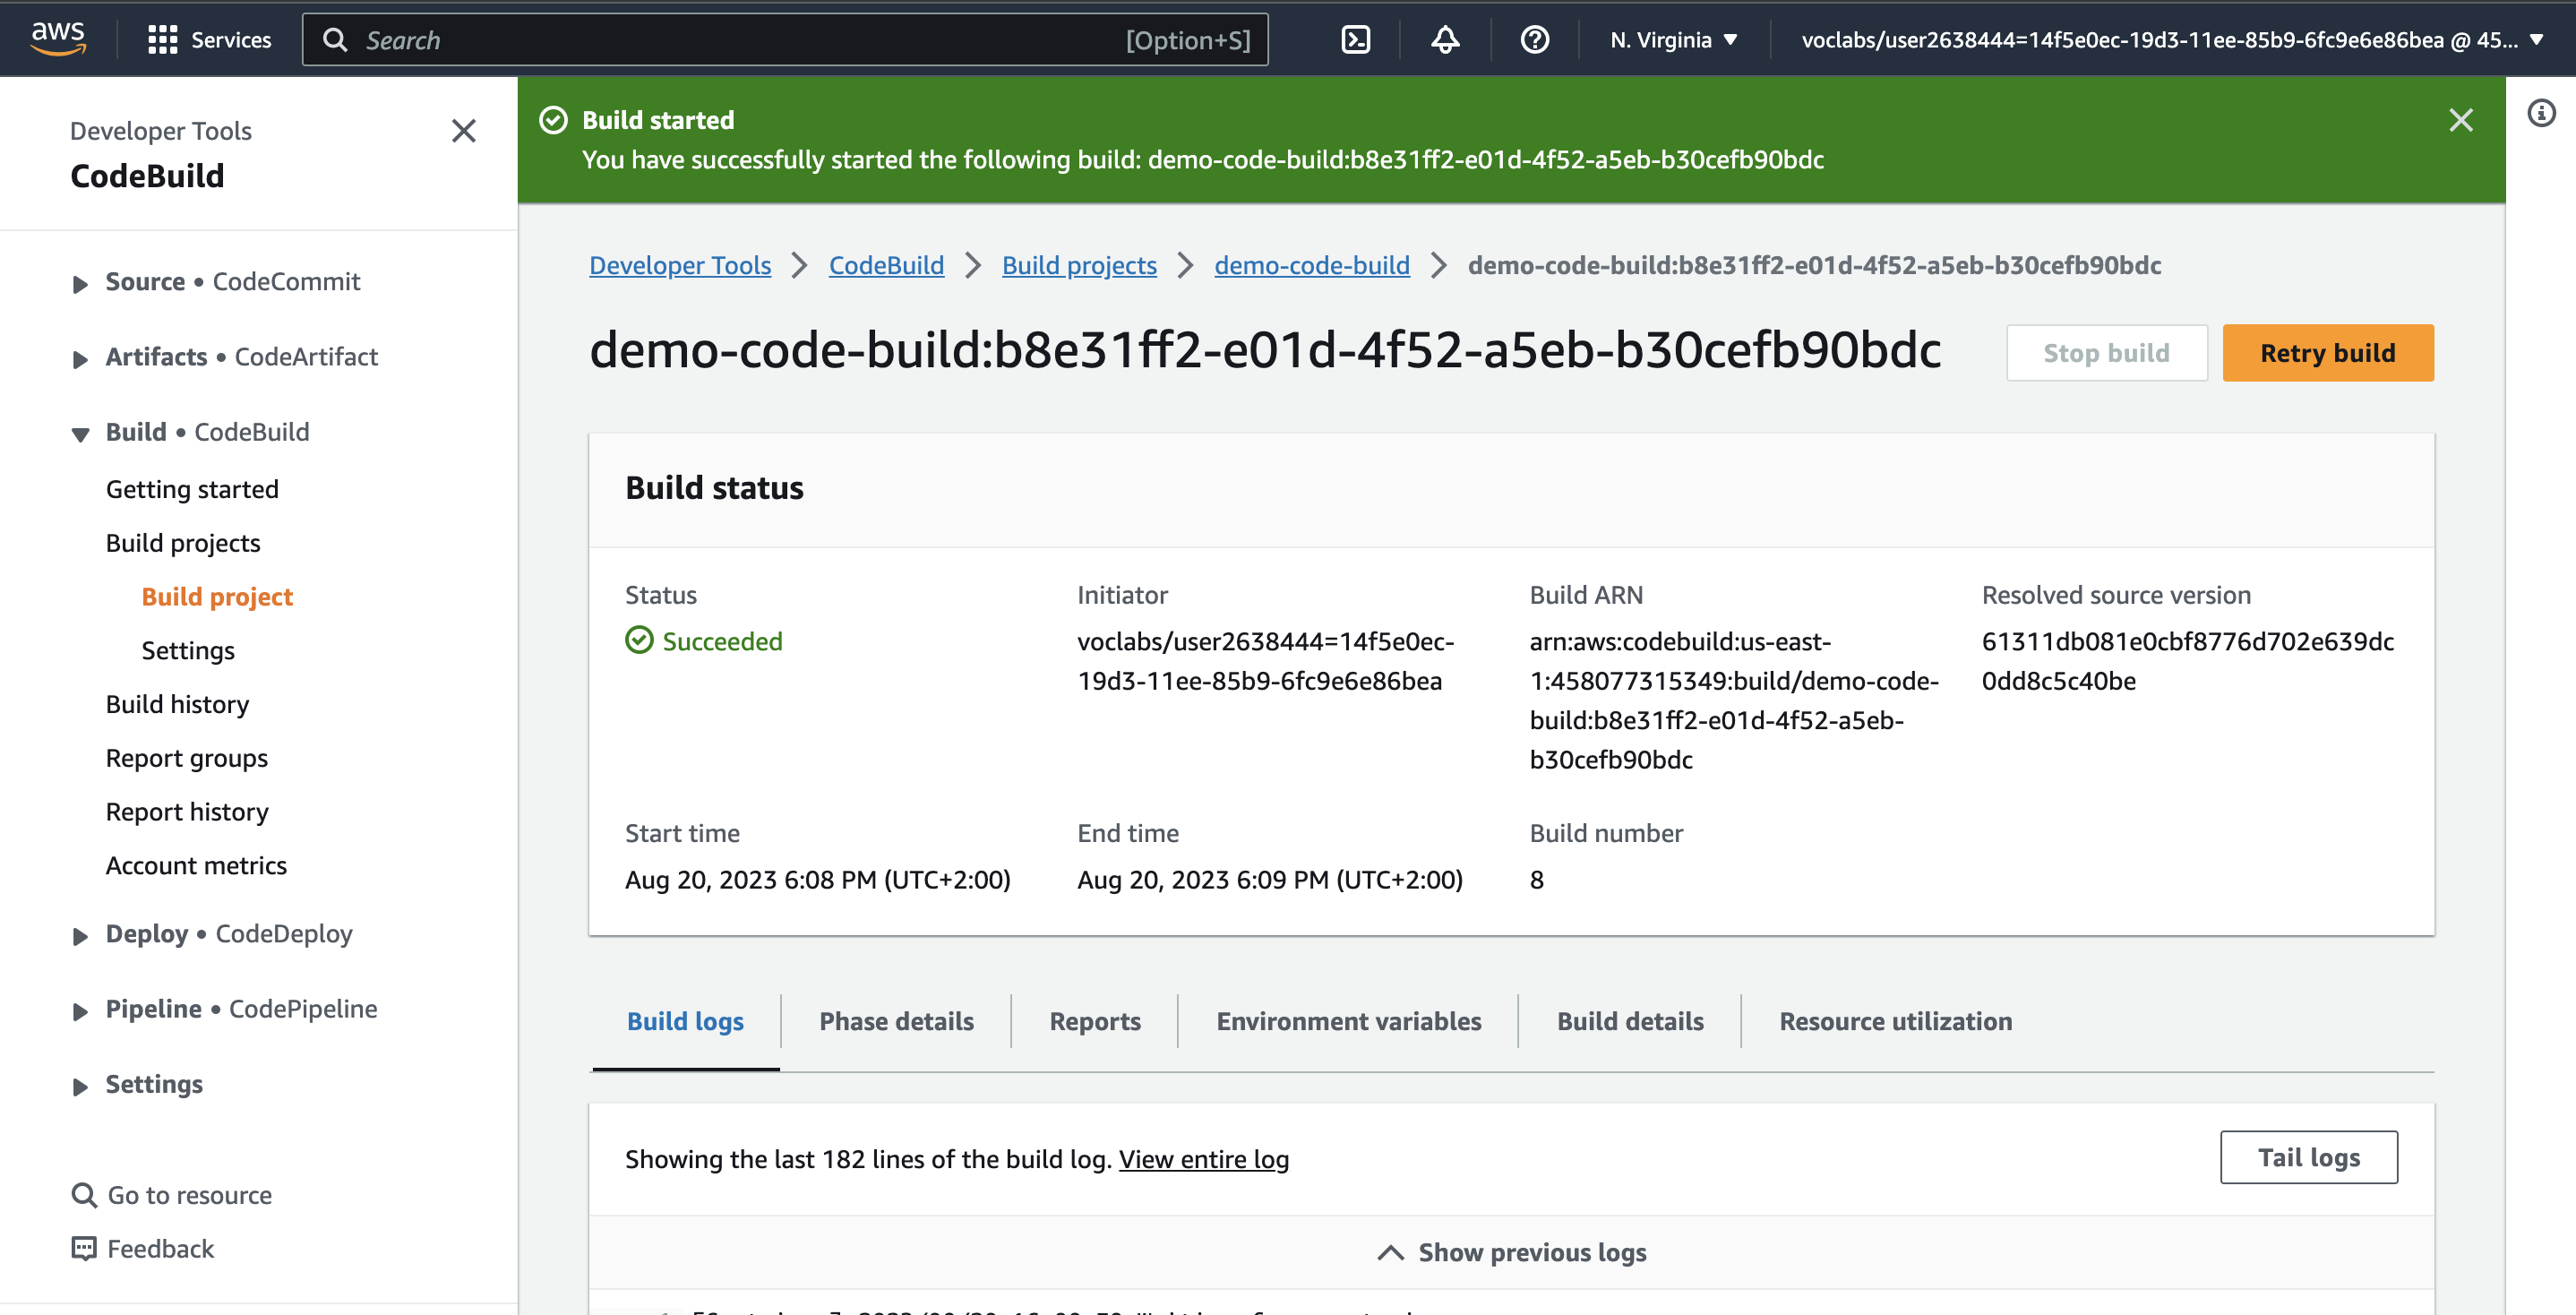 aws
Services
Search
[Option+S]
N. Virginia
voclabs/user2638444=14f5e0ec-19d3-11ee-85b9-6fc9e6e86bea @ 45...
Developer Tools
CodeBuild
Source • CodeCommit
Artifacts • CodeArtifact
Build • CodeBuild
Getting started
Build projects
Build project
Settings
Build history
Report groups
Report history
Account metrics
Deploy • CodeDeploy
Pipeline • CodePipeline
Settings
Go to resource
Feedback
Build started
You have successfully started the following build: demo-code-build:b8e31ff2-e01d-4f52-a5eb-b30cefb90bdc
Developer Tools
CodeBuild
Build projects
demo-code-build
demo-code-build:b8e31ff2-e01d-4f52-a5eb-b30cefb90bdc
demo-code-build:b8e31ff2-e01d-4f52-a5eb-b30cefb90bdc
Stop build
Retry build
Build status
Status
Succeeded
Initiator
voclabs/user2638444=14f5e0ec-
19d3-11ee-85b9-6fc9e6e86bea
Build ARN
arn:aws:codebuild:us-east-
1:458077315349:build/demo-code-
build:b8e31ff2-e01d-4f52-a5eb-
b30cefb90bdc
Resolved source version
61311db081e0cbf8776d702e639dc
0dd8c5c40be
Start time
Aug 20, 2023 6:08 PM (UTC+2:00)
End time
Aug 20, 2023 6:09 PM (UTC+2:00)
Build number
8
Build logs
Phase details
Reports
Environment variables
Build details
Resource utilization
Showing the last 182 lines of the build log. View entire log
Tail logs
Show previous logs